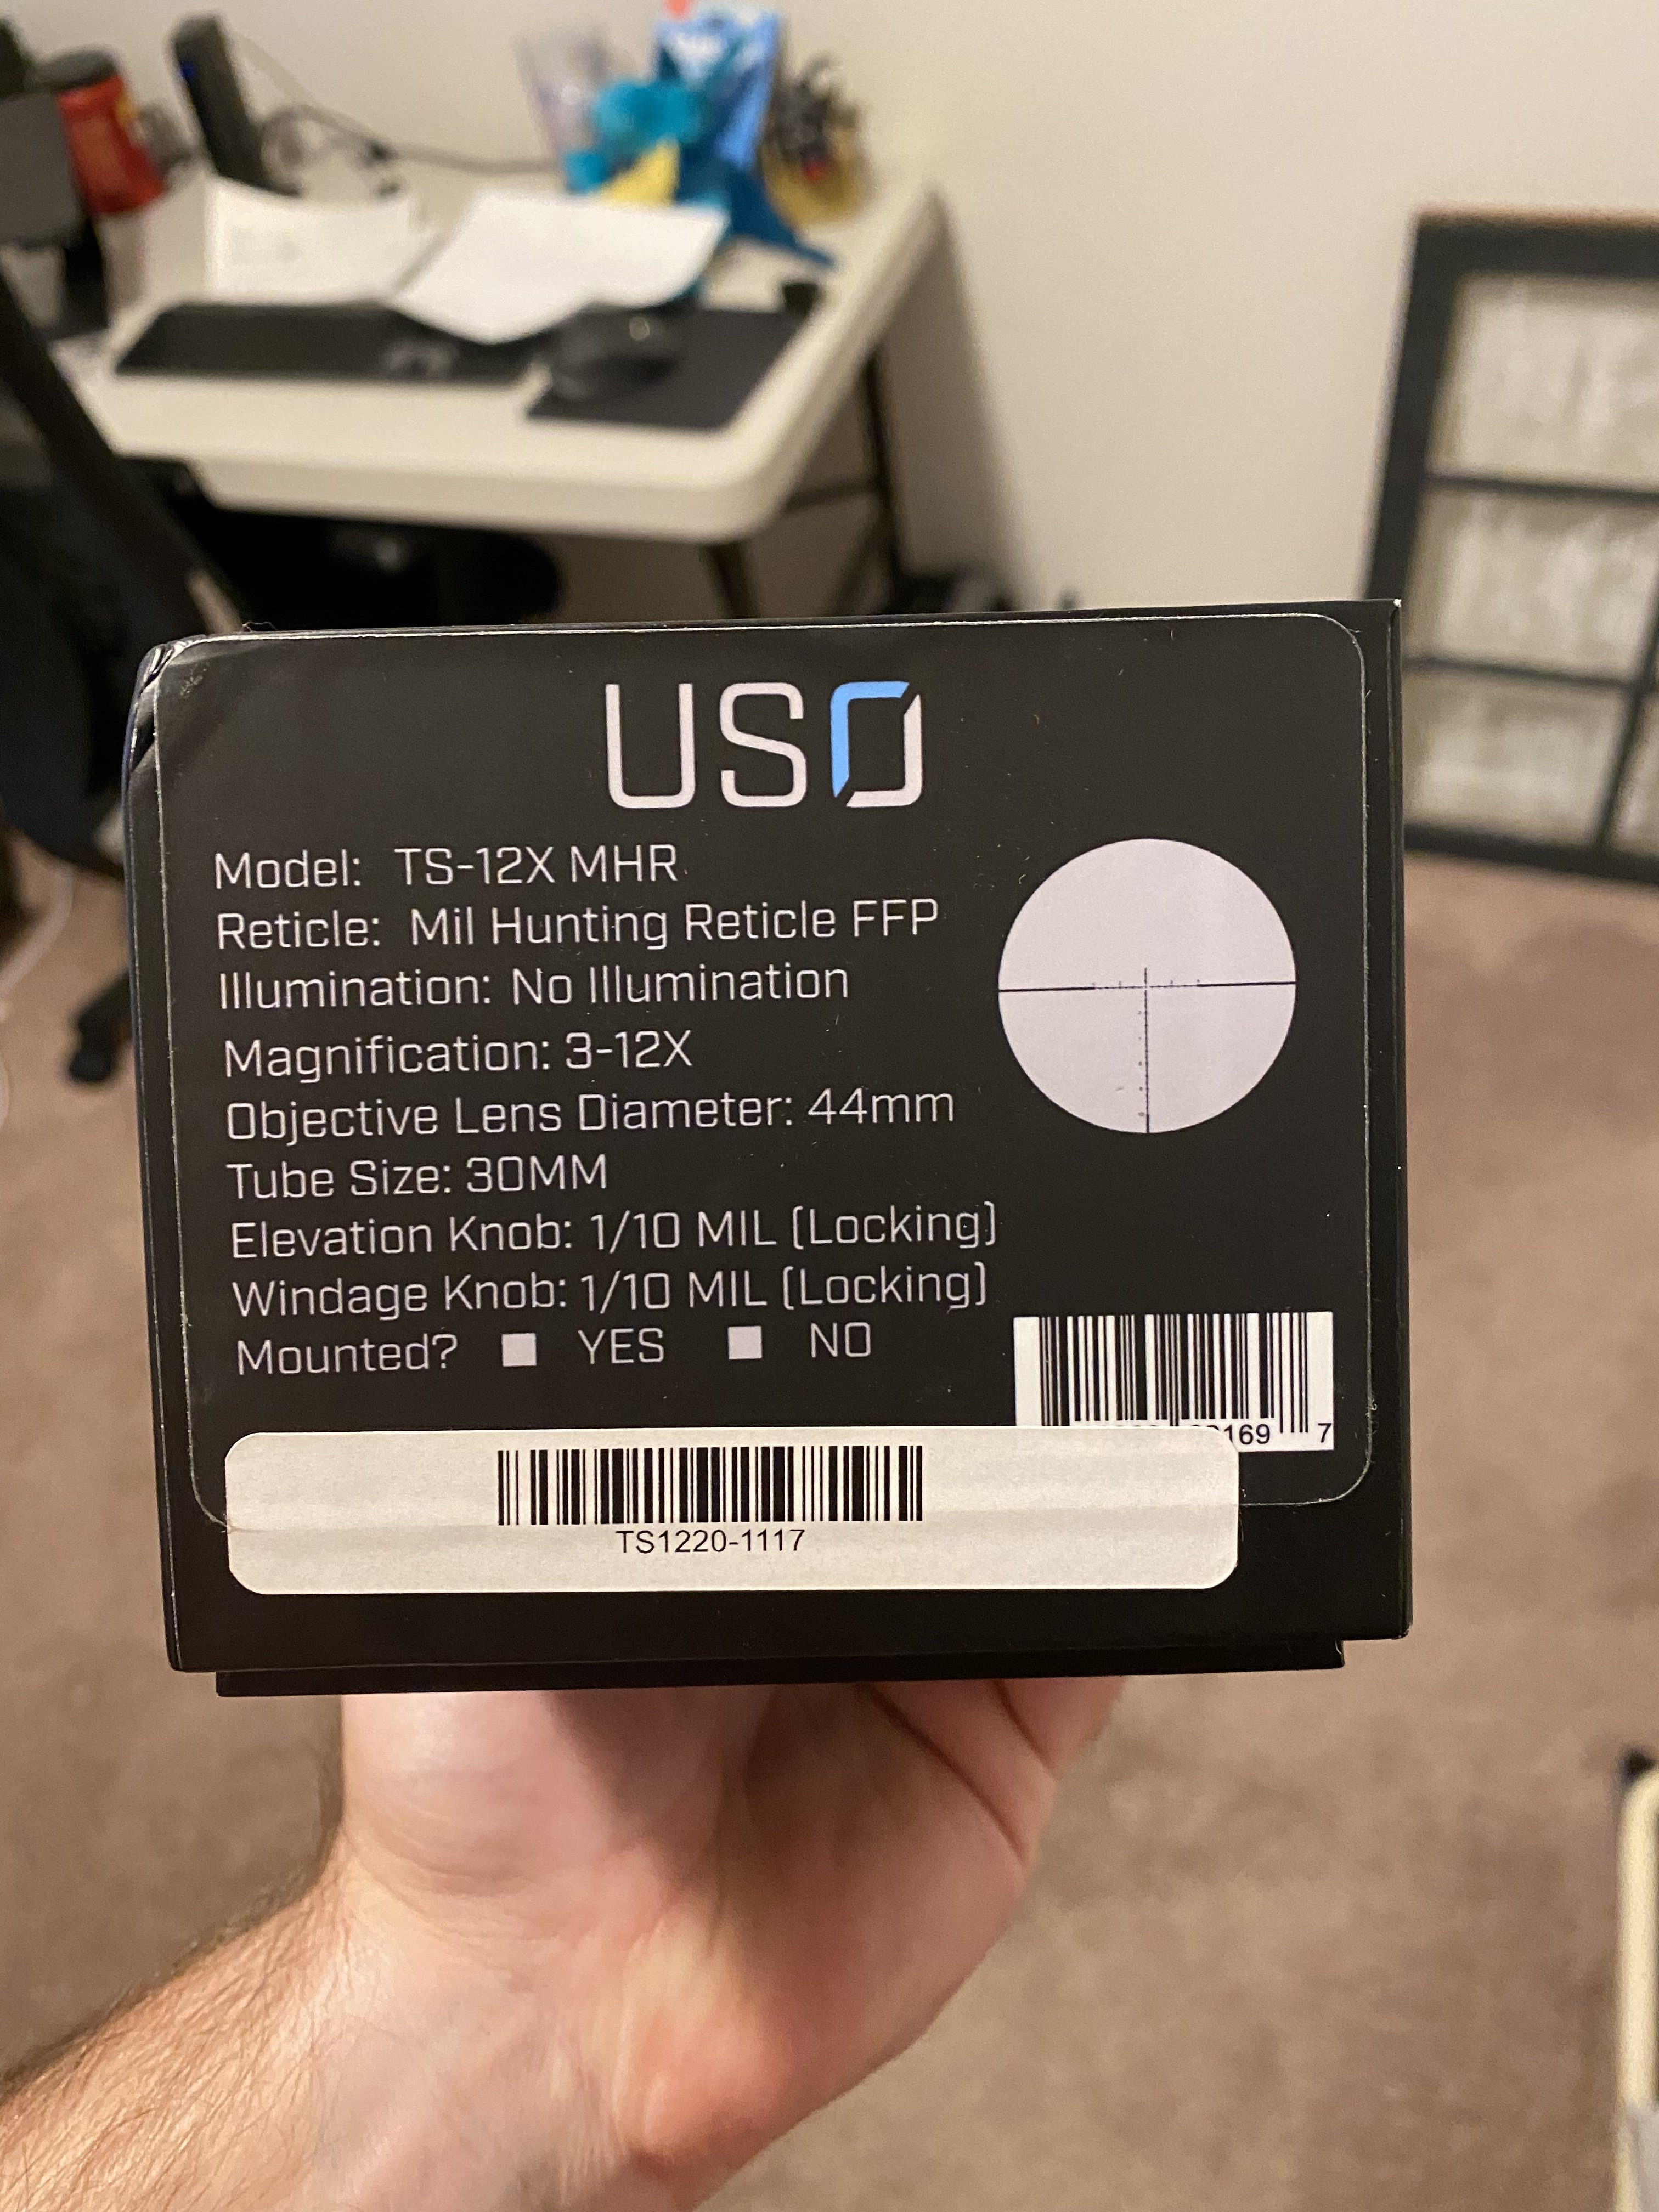 USO
Model: TS-12X MHR
Reticle: Mil Hunting Reticle FFP
Illumination: No Illumination
Magnification: 3-12X
Objective Lens Diameter: 44mm
Tube Size: 30MM
Elevation Knob: 1/10 MIL (Locking)
Windage Knob: 1/10 MIL (Locking)
Mounted? YES NO
169 7
TS1220-1117